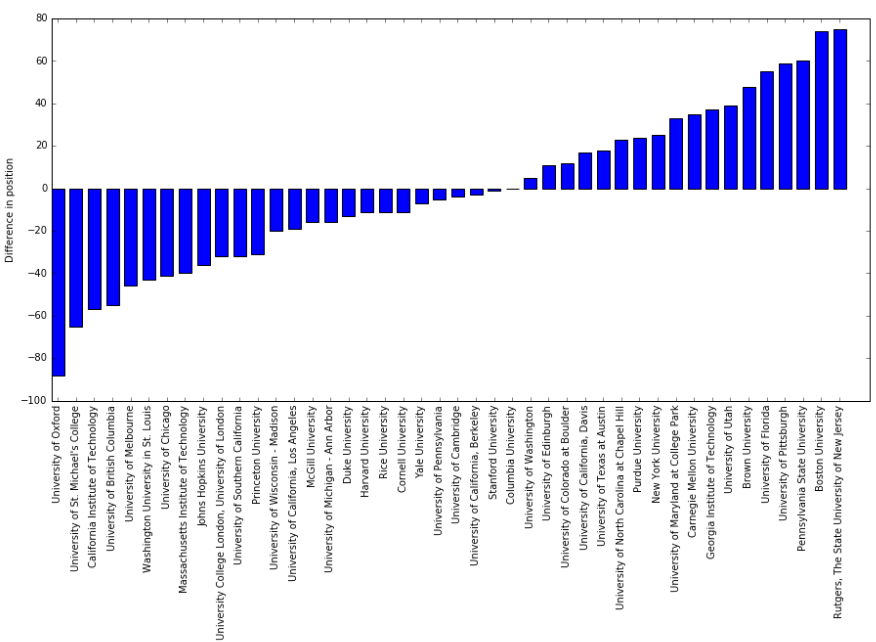 80
60
40
20
0
−20
−40
−60
−80
−100
Difference in position
University of Oxford
University of St. Michael's College
California Institute of Technology
University of British Columbia
University of Melbourne
Washington University in St. Louis
University of Chicago
Massachusetts Institute of Technology
Johns Hopkins University
University College London, University of London
University of Southern California
Princeton University
University of Wisconsin - Madison
University of California, Los Angeles
McGill University
University of Michigan - Ann Arbor
Duke University
Harvard University
Rice University
Cornell University
Yale University
University of Pennsylvania
University of Cambridge
University of California, Berkeley
Stanford University
Columbia University
University of Washington
University of Edinburgh
University of Colorado at Boulder
University of California, Davis
University of Texas at Austin
University of North Carolina at Chapel Hill
Purdue University
New York University
University of Maryland at College Park
Carnegie Mellon University
Georgia Institute of Technology
University of Utah
Brown University
University of Florida
University of Pittsburgh
Pennsylvania State University
Boston University
Rutgers, The State University of New Jersey